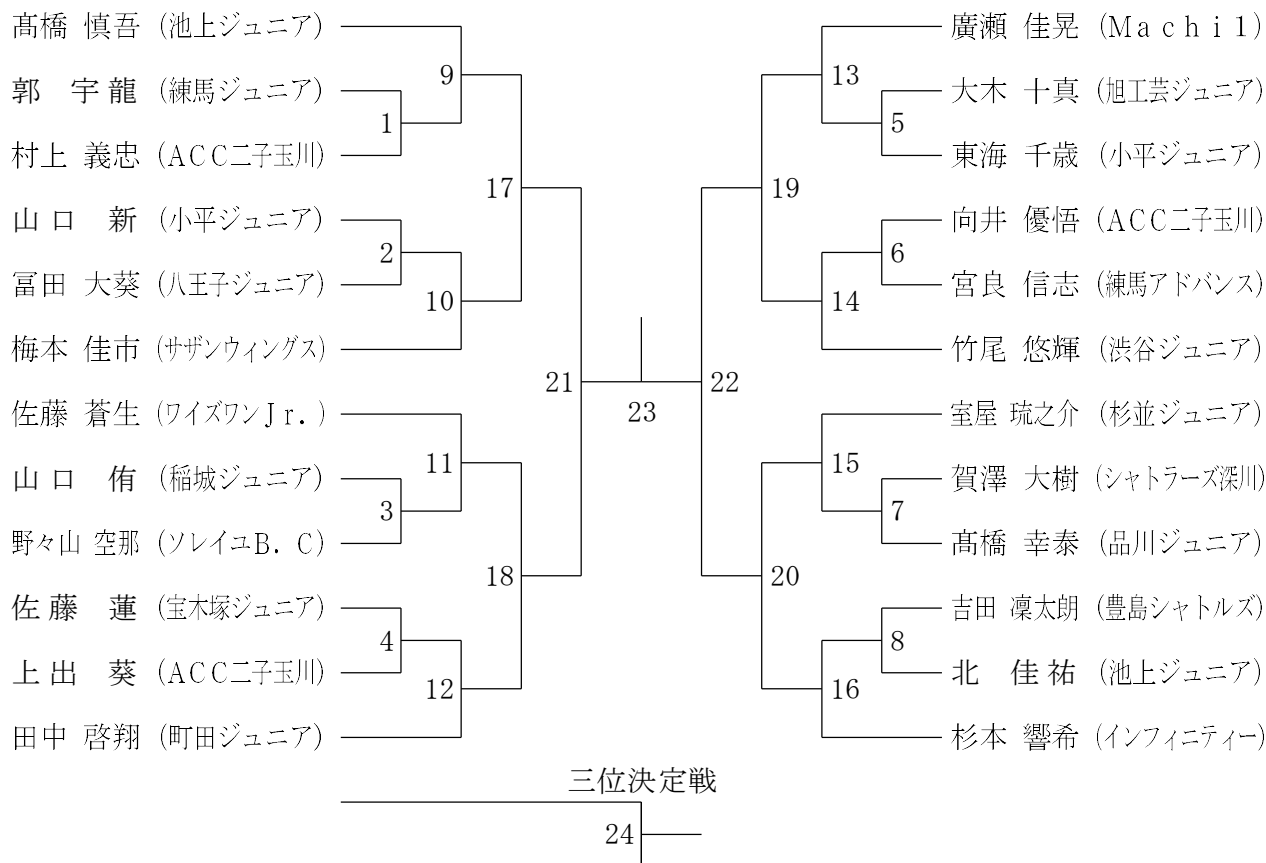 髙橋 慎吾 (池上ジュニア)
9
郭 宇龍 (練馬ジュニア)
1
村上 義忠 (ACC二子玉川)
17
山口 新 (小平ジュニア)
2
冨田 大葵 (八王子ジュニア)
10
梅本 佳市 (サザンウィングス)
21
佐藤 蒼生 (ワイズワンJr.)
11
山口 侑 (稲城ジュニア)
3
野々山 空那 (ソレイユB.C)
18
佐藤 蓮 (宝木塚ジュニア)
4
上出 葵 (ACC二子玉川)
12
田中 啓翔 (町田ジュニア)
23
廣瀬 佳晃 (Machi1)
13
大木 十真 (旭工芸ジュニア)
5
東海 千歳 (小平ジュニア)
19
向井 優悟 (ACC二子玉川)
6
宮良 信志 (練馬アドバンス)
14
竹尾 悠輝 (渋谷ジュニア)
22
室屋 琉之介 (杉並ジュニア)
15
賀澤 大樹 (シャトラーズ深川)
7
髙橋 幸泰 (品川ジュニア)
20
吉田 凜太朗 (豊島シャトルズ)
8
北 佳祐 (池上ジュニア)
16
杉本 響希 (インフィニティー)
三位決定戦
24